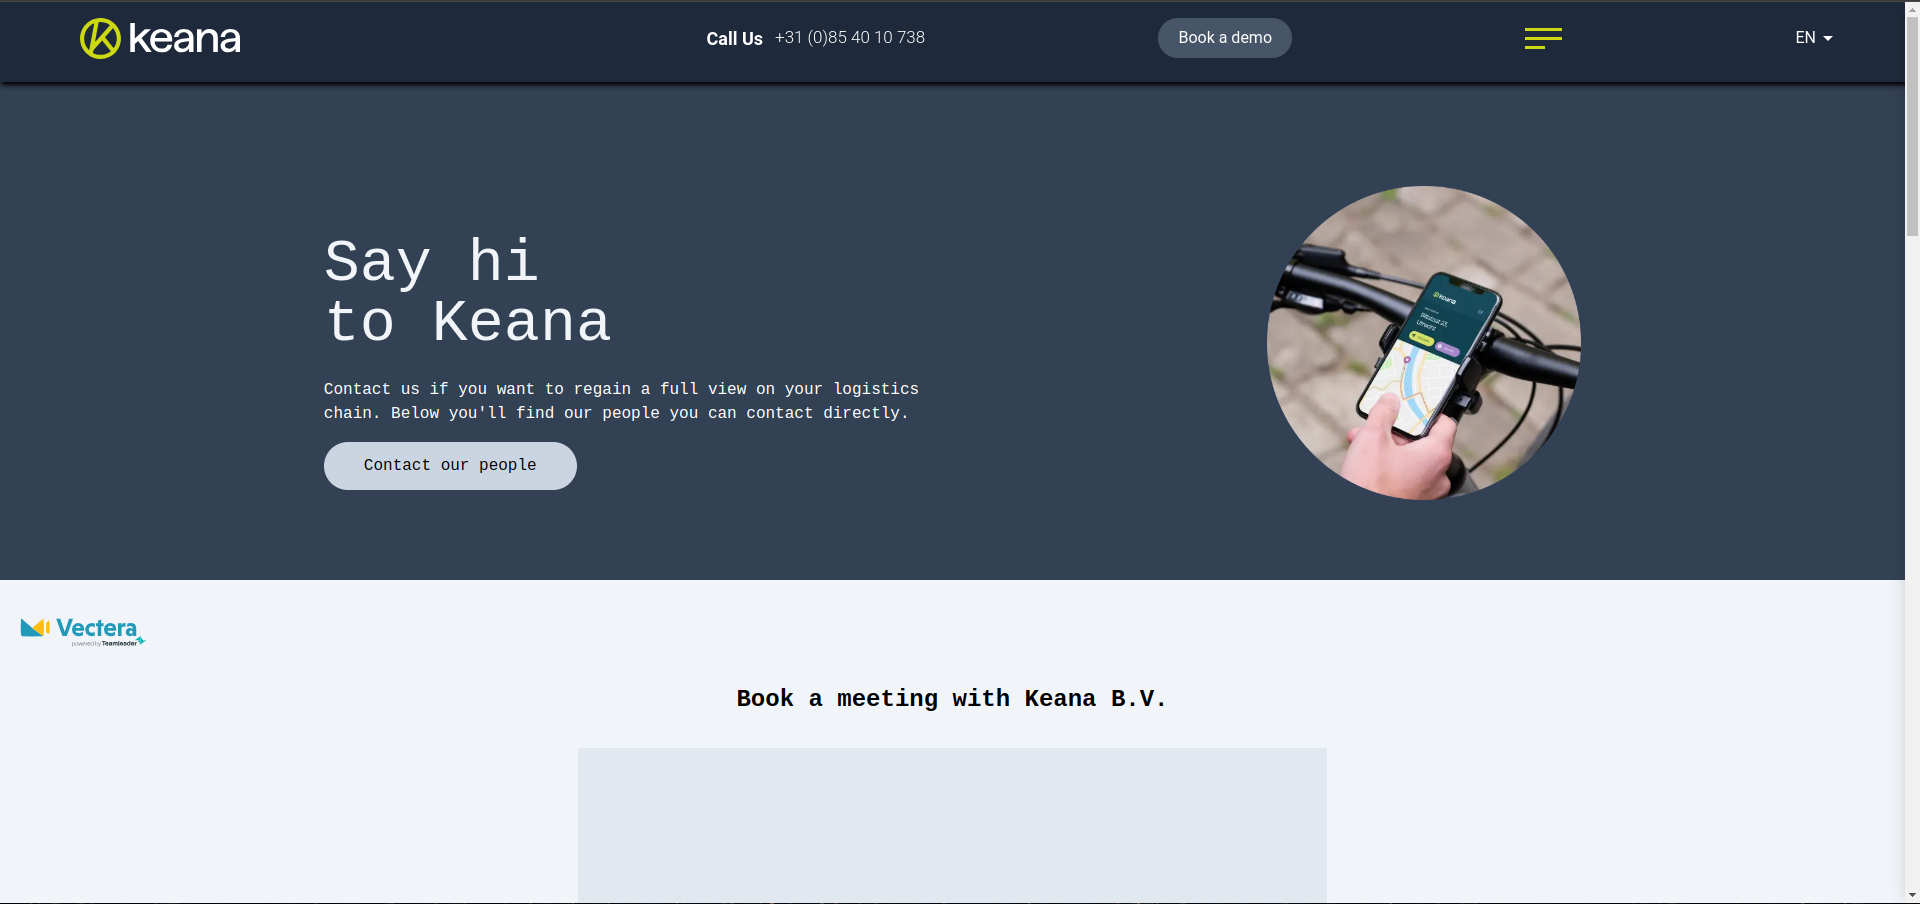 keana
Call Us +31 (0)85 40 10 738
Book a demo
EN
Say hi
to Keana
Contact us if you want to regain a full view on your logistics
chain. Below you'll find our people you can contact directly.
Contact our people
keana
Utrecht
Vectera
powered by Teamleader
Book a meeting with Keana B.V.